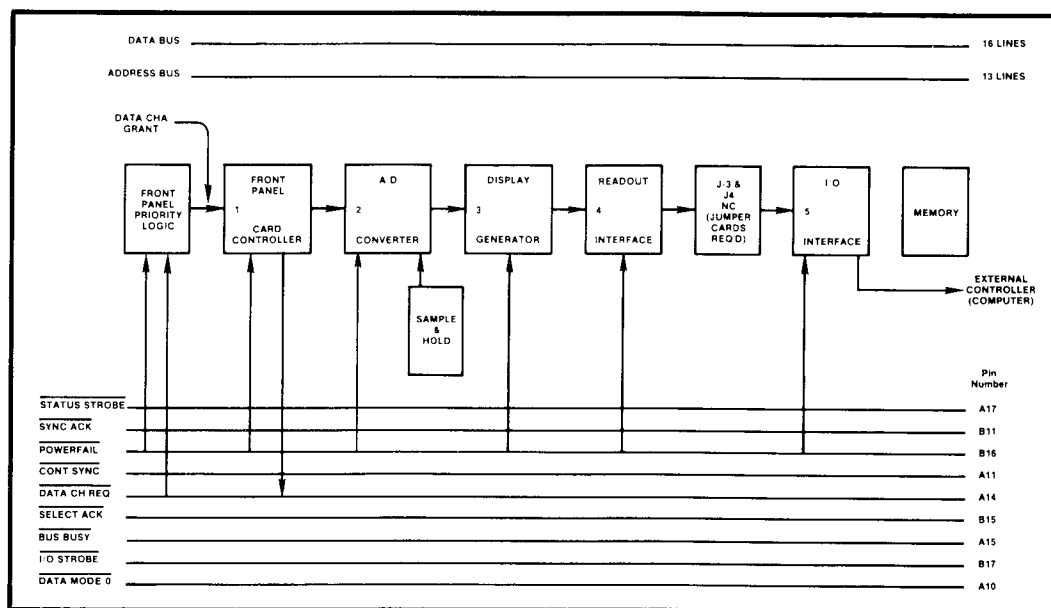 DATA BUS
16 LINES
ADDRESS BUS
13 LINES
DATA CHA
GRANT
FRONT
PANEL
PRIORITY
LOGIC
FRONT
PANEL
1
CARD
CONTROLLER
A D
2
CONVERTER
DISPLAY
3
GENERATOR
READOUT
4
INTERFACE
J-3 &
J4
NC
(JUMPER
CARDS
REQ'D)
I O
5
INTERFACE
MEMORY
SAMPLE
&
HOLD
EXTERNAL
CONTROLLER
(COMPUTER)
Pin
Number
STATUS STROBE
A17
SYNC ACK
B11
POWERFAIL
B16
CONT SYNC
A11
DATA CH REQ
A14
SELECT ACK
B15
BUS BUSY
A15
I/O STROBE
B17
DATA MODE 0
A10